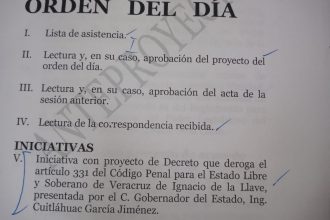 ORDEN DEL DÍA
I. Lista de asistencia.
II. Lectura y, en su caso, aprobación del proyecto del
orden del día.
III. Lectura y, en su caso, aprobación del acta de la
sesión anterior.
IV. Lectura de la correspondencia recibida.
INICIATIVAS
V. Iniciativa con proyecto de Decreto que deroga el
artículo 331 del Código Penal para el Estado Libre
y Soberano de Veracruz de Ignacio de la Llave,
presentada por el C. Gobernador del Estado, Ing.
Cuitláhuac García Jiménez.
ANTEPROYECTO